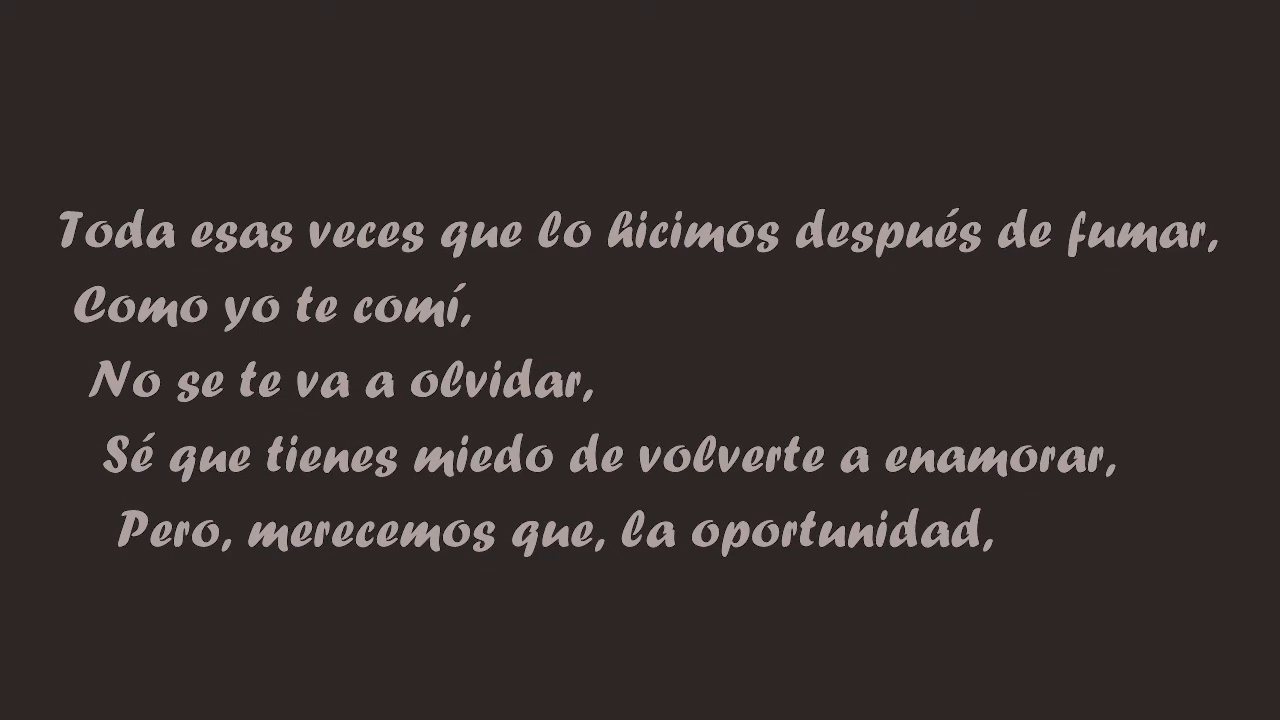 Toda esas veces que lo hicimos después de fumar,
Como yo te comí,
No se te va a olvidar,
Sé que tienes miedo de volverte a enamorar,
Pero, merecemos que, la oportunidad,